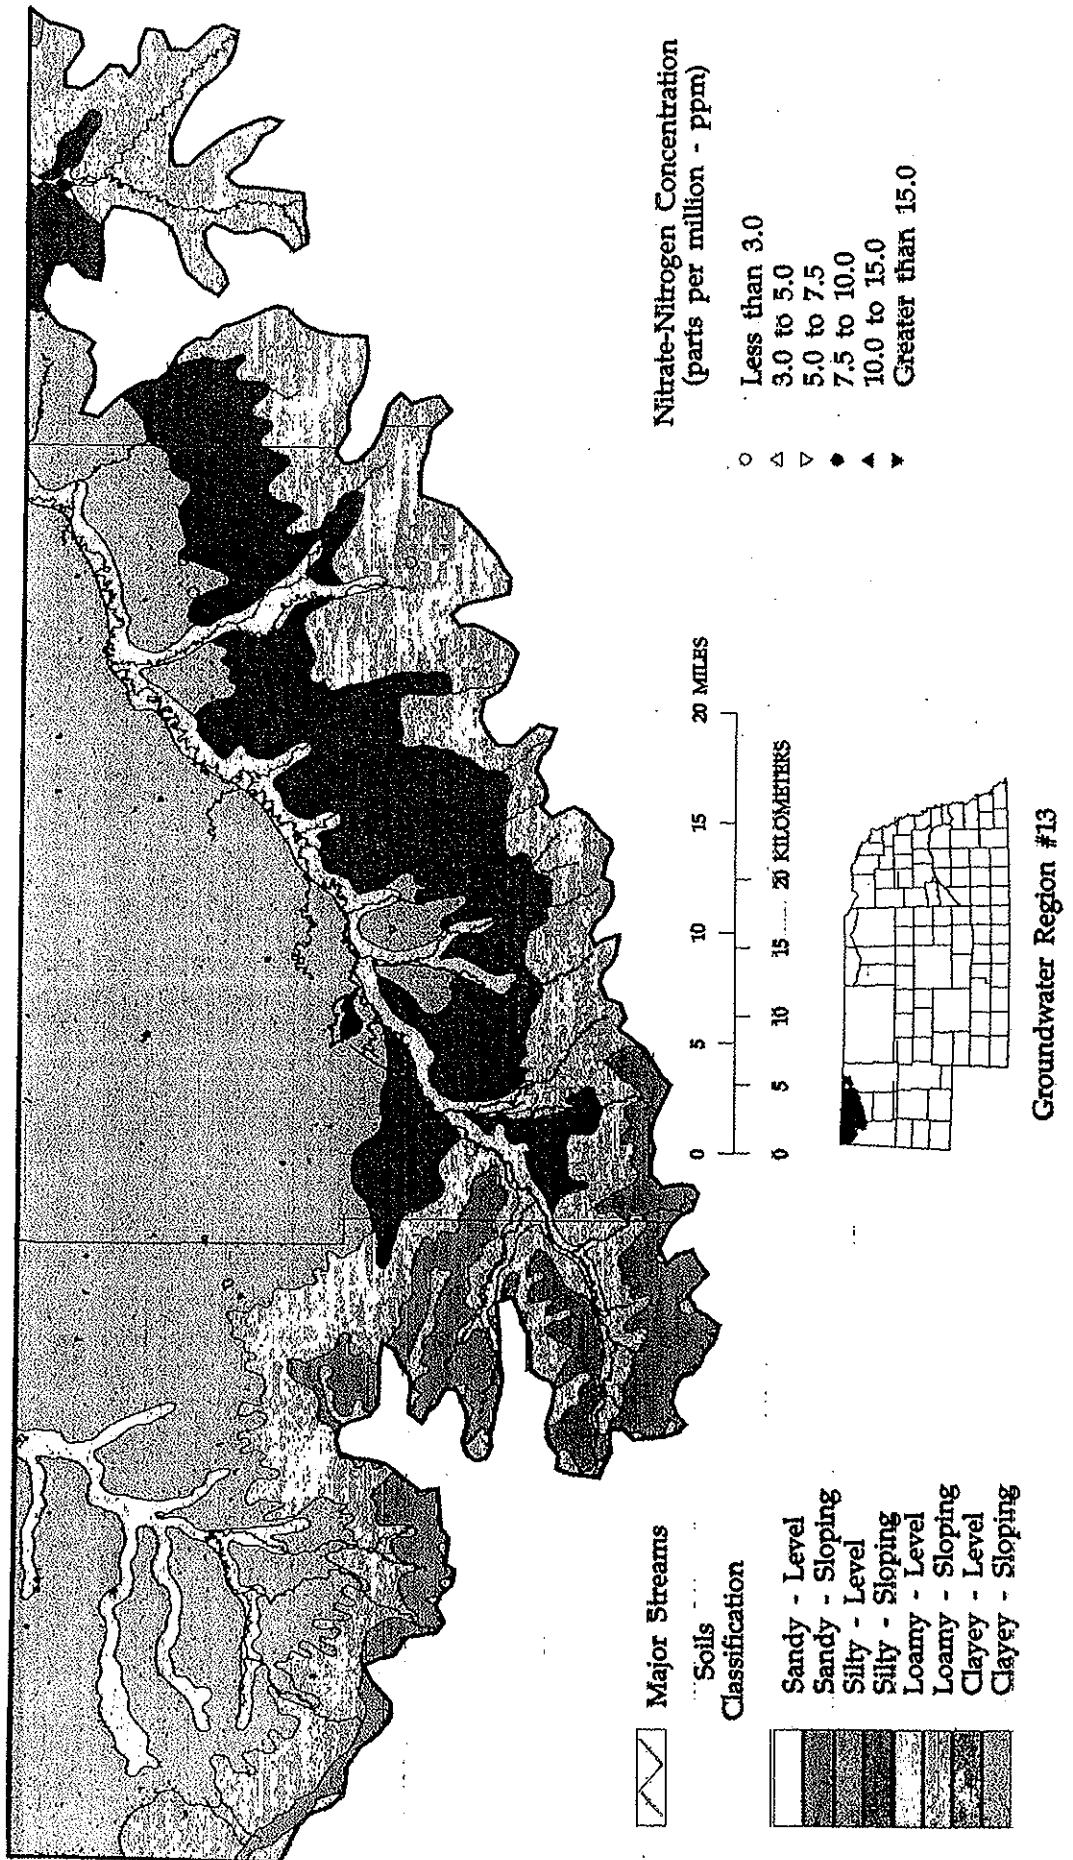 Major Streams
Soils
Classification
Sandy - Level
Sandy - Sloping
Silty - Level
Silty - Sloping
Loamy - Level
Loamy - Sloping
Clayey - Level
Clayey - Sloping
0 5 10 15 20 MILES
0 5 10 15 20 KILOMETERS
Groundwater Region #13
Nitrate-Nitrogen Concentration
(parts per million - ppm)
Less than 3.0
3.0 to 5.0
5.0 to 7.5
7.5 to 10.0
10.0 to 15.0
Greater than 15.0